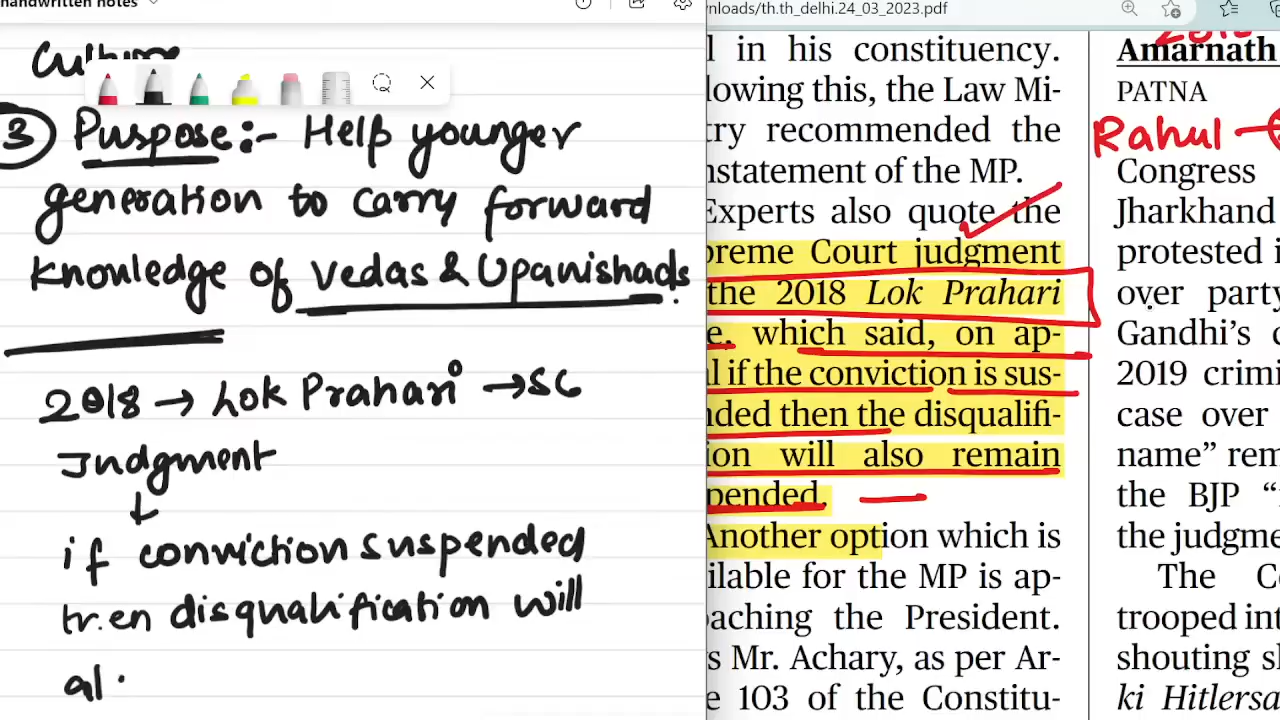 handwritten notes
Culture
3 Puspose:- Help younger
generation to carry forward
knowledge of Vedas & Upanishads.
2018 → Lok Prahari → SC
Judgment
↓
if conviction suspended
then disqualification will
al
nloads/th.th_delhi.24_03_2023.pdf
l in his constituency.
lowing this, the Law Mi-
try recommended the
nstatement of the MP.
Experts also quote the
preme Court judgment
the 2018 Lok Prahari
e, which said, on ap-
l if the conviction is sus-
nded then the disqualifi-
ion will also remain
pended.
Another option which is
ilable for the MP is ap-
oaching the President.
s Mr. Achary, as per Ar-
e 103 of the Constitu-
Amarnath
PATNA
Rahul →
Congress
Jharkhand
protested i
over party
Gandhi's c
2019 crimi
case over
name" rem
the BJP "
the judgme
The Co
trooped int
shouting sl
ki Hitlersa